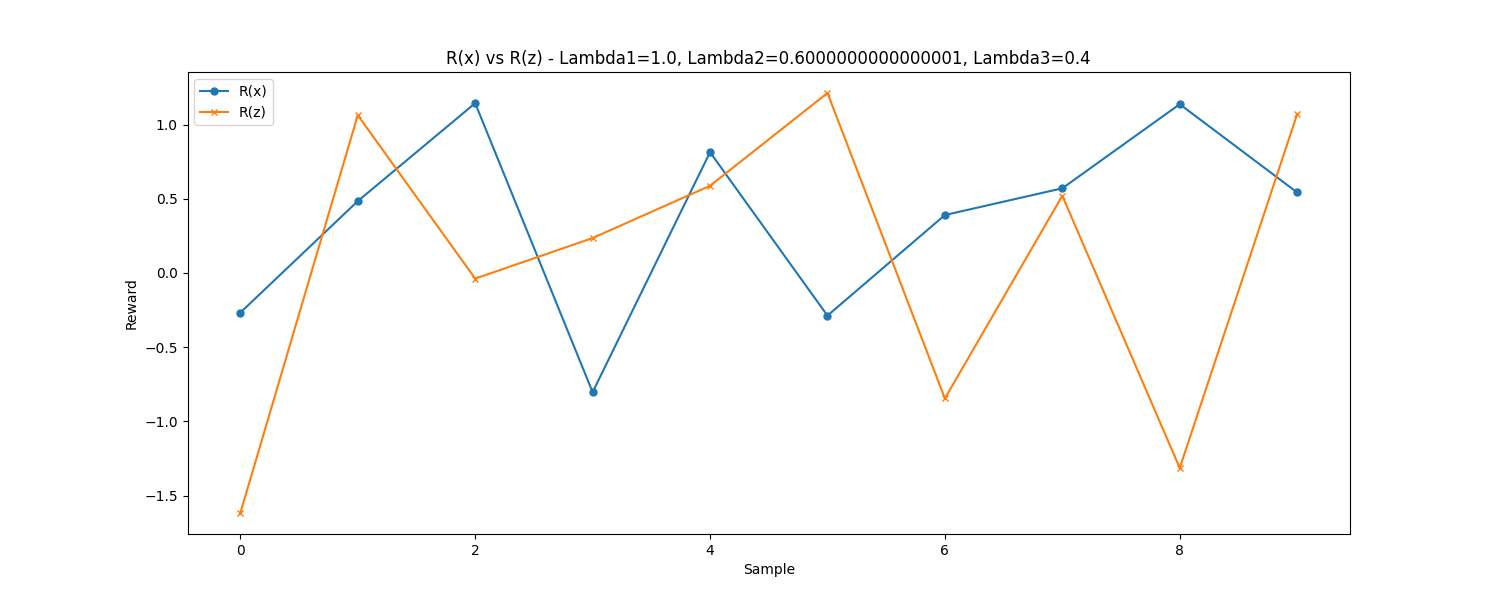 R(x) vs R(z) - Lambda1=1.0, Lambda2=0.6000000000000001, Lambda3=0.4
R(x)
R(z)
1.0
0.5
0.0
−0.5
−1.0
−1.5
Reward
0 2 4 6 8
Sample